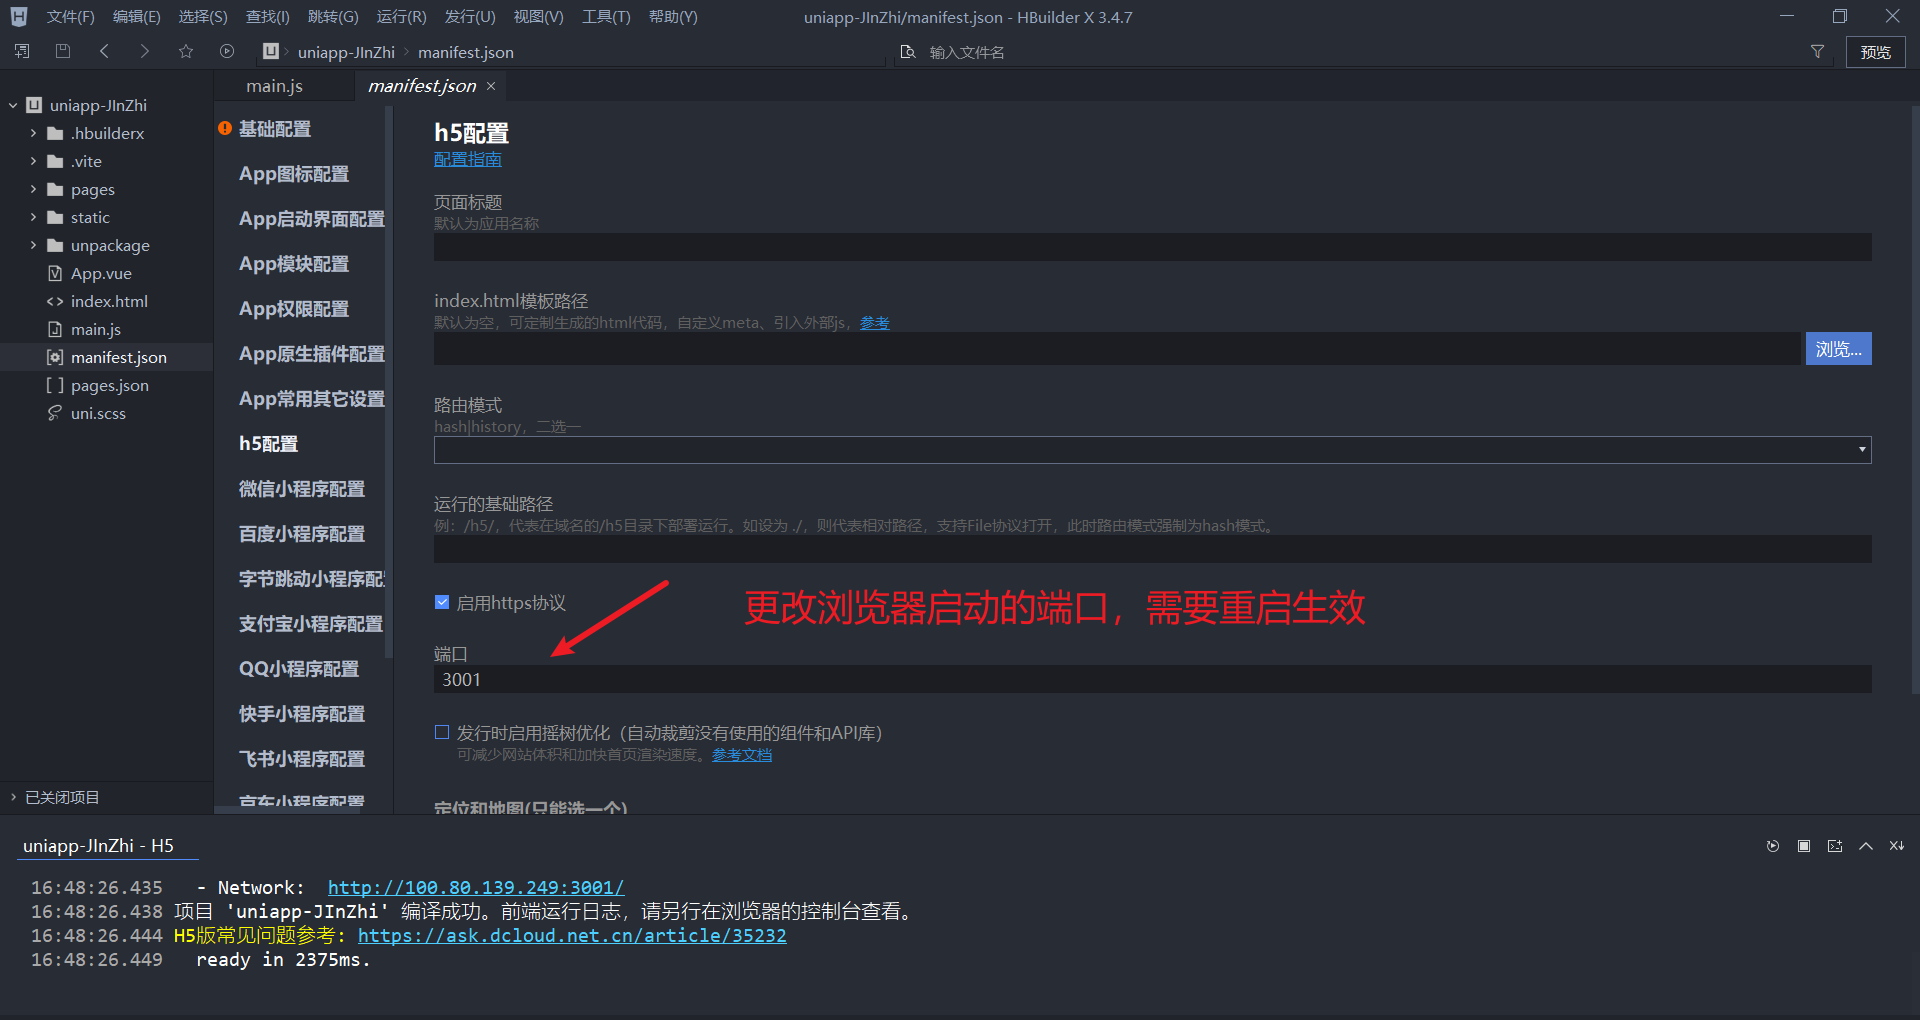 文件(F) 编辑(E) 选择(S) 查找(I) 跳转(G) 运行(R) 发行(U) 视图(V) 工具(T) 帮助(Y) uniapp-JInZhi/manifest.json - HBuilder X 3.4.7
uniapp-JInZhi manifest.json 输入文件名 预览
main.js manifest.json
uniapp-JInZhi
.hbuilderx
.vite
pages
static
unpackage
App.vue
index.html
main.js
manifest.json
pages.json
uni.scss
已关闭项目
基础配置
App图标配置
App启动界面配置
App模块配置
App权限配置
App原生插件配置
App常用其它设置
h5配置
微信小程序配置
百度小程序配置
字节跳动小程序配
支付宝小程序配置
QQ小程序配置
快手小程序配置
飞书小程序配置
京东小程序配置
h5配置
配置指南
页面标题
默认为应用名称
index.html模板路径
默认为空，可定制生成的html代码，自定义meta、引入外部js，参考
浏览...
路由模式
hash|history，二选一
运行的基础路径
例：/h5/，代表在域名的/h5目录下部署运行。如设为 ./，则代表相对路径，支持File协议打开，此时路由模式强制为hash模式。
启用https协议
更改浏览器启动的端口，需要重启生效
端口
3001
发行时启用摇树优化（自动裁剪没有使用的组件和API库）
可减少网站体积和加快首页渲染速度。参考文档
定位和地图(只能选一个)
uniapp-JInZhi - H5
16:48:26.435 - Network: http://100.80.139.249:3001/
16:48:26.438 项目 'uniapp-JInZhi' 编译成功。前端运行日志，请另行在浏览器的控制台查看。
16:48:26.444 H5版常见问题参考: https://ask.dcloud.net.cn/article/35232
16:48:26.449 ready in 2375ms.